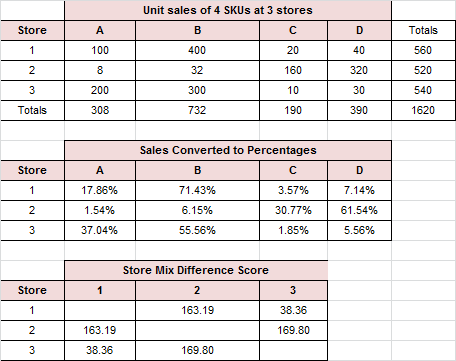 Unit sales of 4 SKUs at 3 stores
Store A B C D Totals
1 100 400 20 40 560
2 8 32 160 320 520
3 200 300 10 30 540
Totals 308 732 190 390 1620
Sales Converted to Percentages
Store A B C D
1 17.86% 71.43% 3.57% 7.14%
2 1.54% 6.15% 30.77% 61.54%
3 37.04% 55.56% 1.85% 5.56%
Store Mix Difference Score
Store 1 2 3
1 163.19 38.36
2 163.19 169.80
3 38.36 169.80